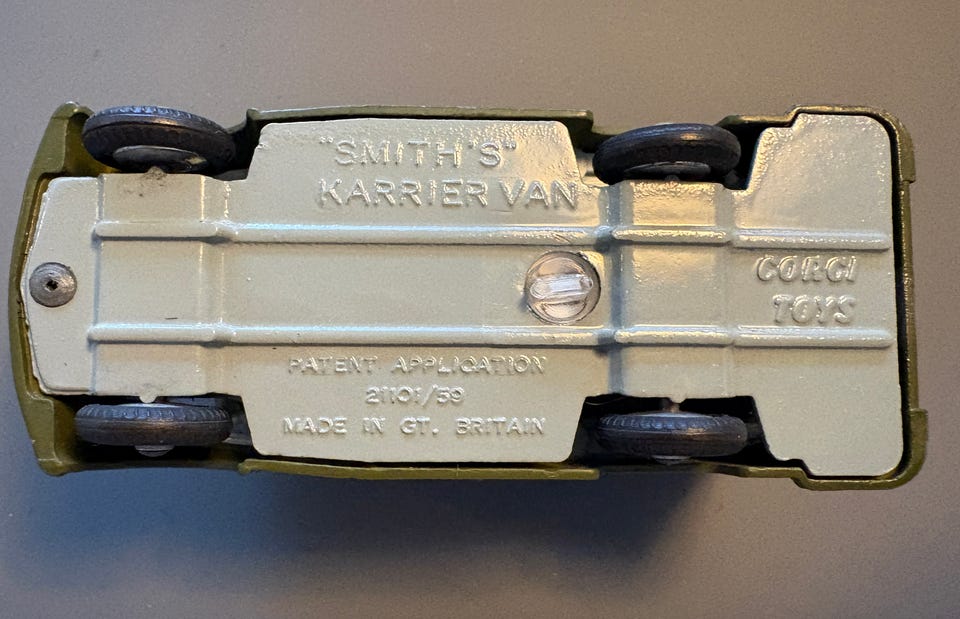 "SMITH'S"
KARRIER VAN
CORGI
TOYS
PATENT APPLICATION
21101/59
MADE IN GT. BRITAIN